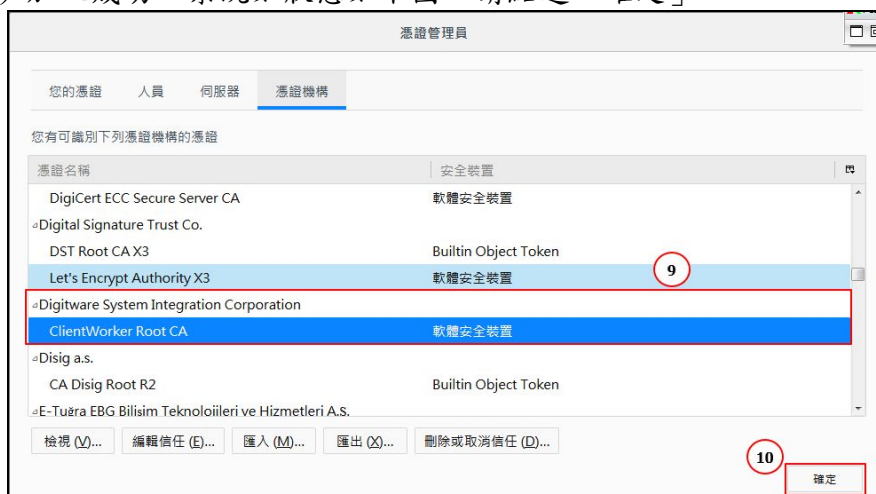 憑證管理員
您的憑證 人員 伺服器 憑證機構
您有可識別下列憑證機構的憑證
憑證名稱 安全裝置
DigiCert ECC Secure Server CA 軟體安全裝置
Digital Signature Trust Co.
DST Root CA X3 Builtin Object Token
Let's Encrypt Authority X3 軟體安全裝置
9
Digitware System Integration Corporation
ClientWorker Root CA 軟體安全裝置
Disig a.s.
CA Disig Root R2 Builtin Object Token
E-Tuğra EBG Bilişim Teknolojileri ve Hizmetleri A.Ş.
檢視 (V)... 編輯信任 (E)... 匯入 (M)... 匯出 (X)... 刪除或取消信任 (D)...
10
確定